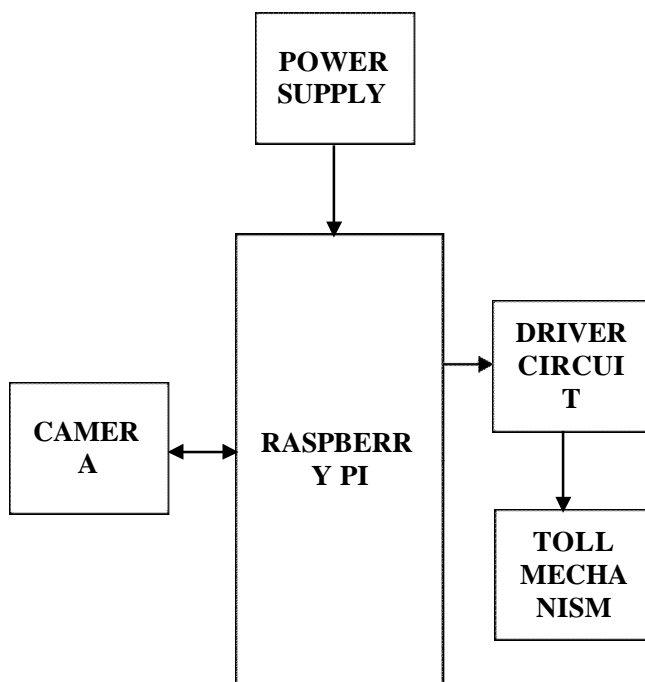 POWER
SUPPLY
DRIVER
CIRCUI
T
CAMER
A
RASPBERR
Y PI
TOLL
MECHA
NISM